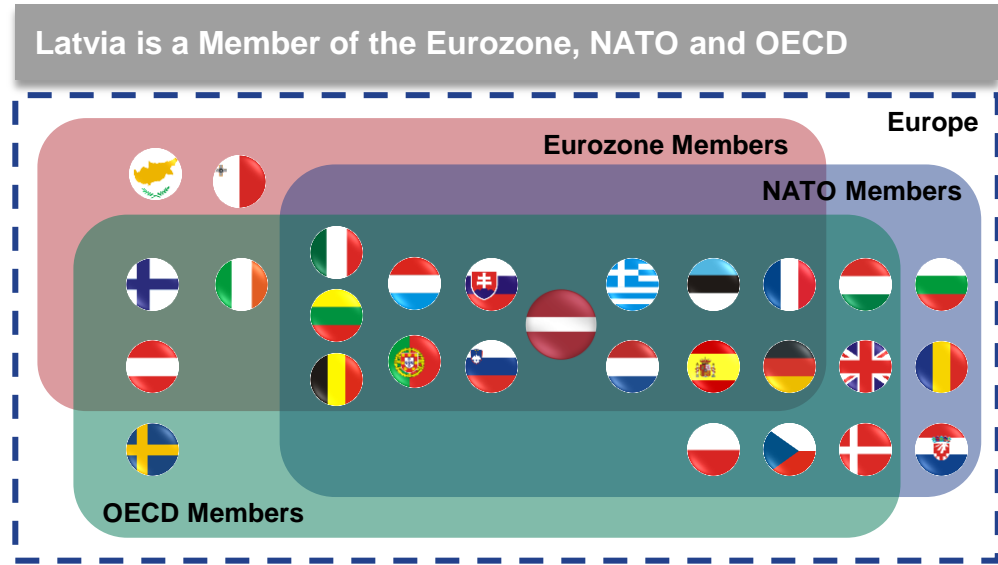 Latvia is a Member of the Eurozone, NATO and OECD
Europe
Eurozone Members
NATO Members
OECD Members